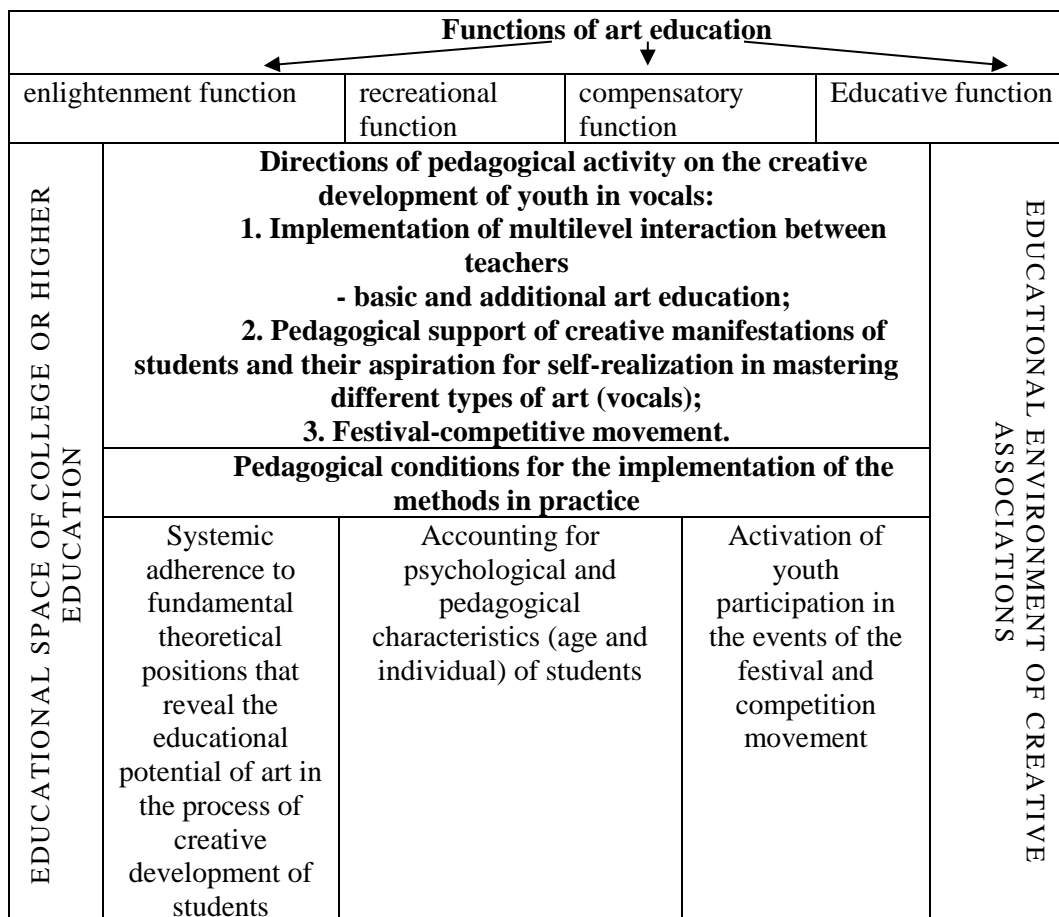 Functions of art education
enlightenment function
recreational
function
compensatory
function
Educative function
EDUCATIONAL SPACE OF COLLEGE OR HIGHER
EDUCATION
Directions of pedagogical activity on the creative
development of youth in vocals:
1. Implementation of multilevel interaction between
teachers
- basic and additional art education;
2. Pedagogical support of creative manifestations of
students and their aspiration for self-realization in mastering
different types of art (vocals);
3. Festival-competitive movement.
Pedagogical conditions for the implementation of the
methods in practice
Systemic
adherence to
fundamental
theoretical
positions that
reveal the
educational
potential of art in
the process of
creative
development of
students
Accounting for
psychological and
pedagogical
characteristics (age and
individual) of students
Activation of
youth
participation in
the events of the
festival and
competition
movement
EDUCATIONAL ENVIRONMENT OF CREATIVE
ASSOCIATIONS